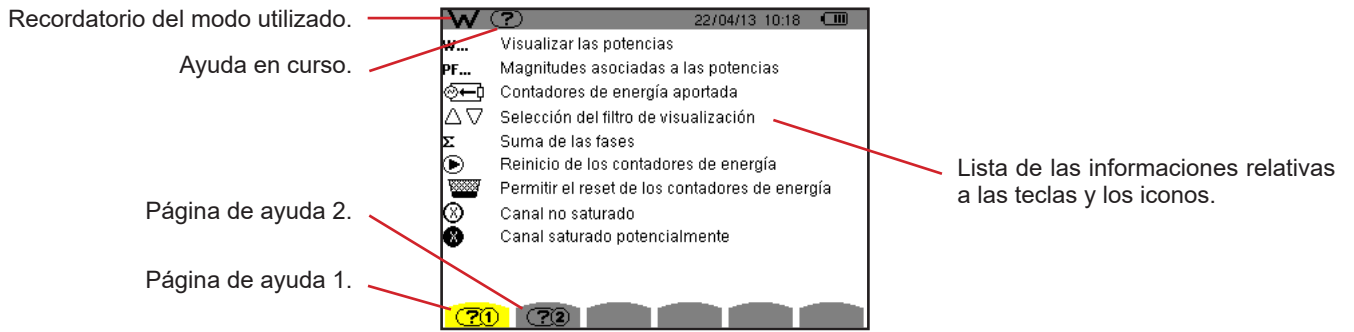 Recordatorio del modo utilizado.
W ? 22/04/13 10:18
Ayuda en curso.
W... Visualizar las potencias
PF... Magnitudes asociadas a las potencias
Contadores de energía aportada
Selección del filtro de visualización
Σ Suma de las fases
Reinicio de los contadores de energía
Permitir el reset de los contadores de energía
X Canal no saturado
X Canal saturado potencialmente
Lista de las informaciones relativas
a las teclas y los iconos.
Página de ayuda 2.
Página de ayuda 1.
?1 ?2